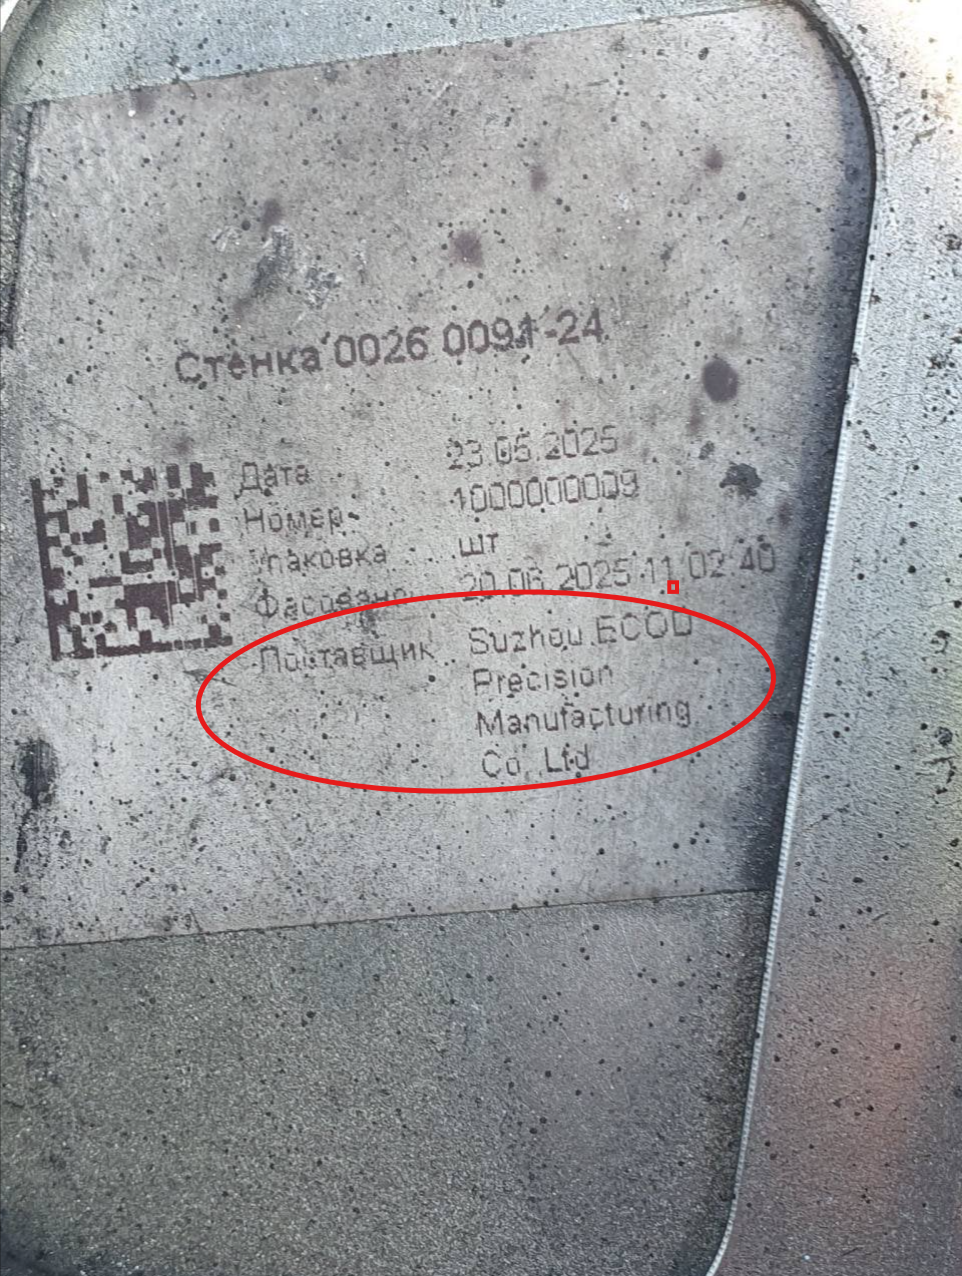 Стенка 0026 0091-24
Дата 23.05.2025
Номер 1000000009
Упаковка шт
Фасовано 20.06.2025 11:02:40
Поставщик Suzhou ECOD
Precision
Manufacturing
Co. Ltd